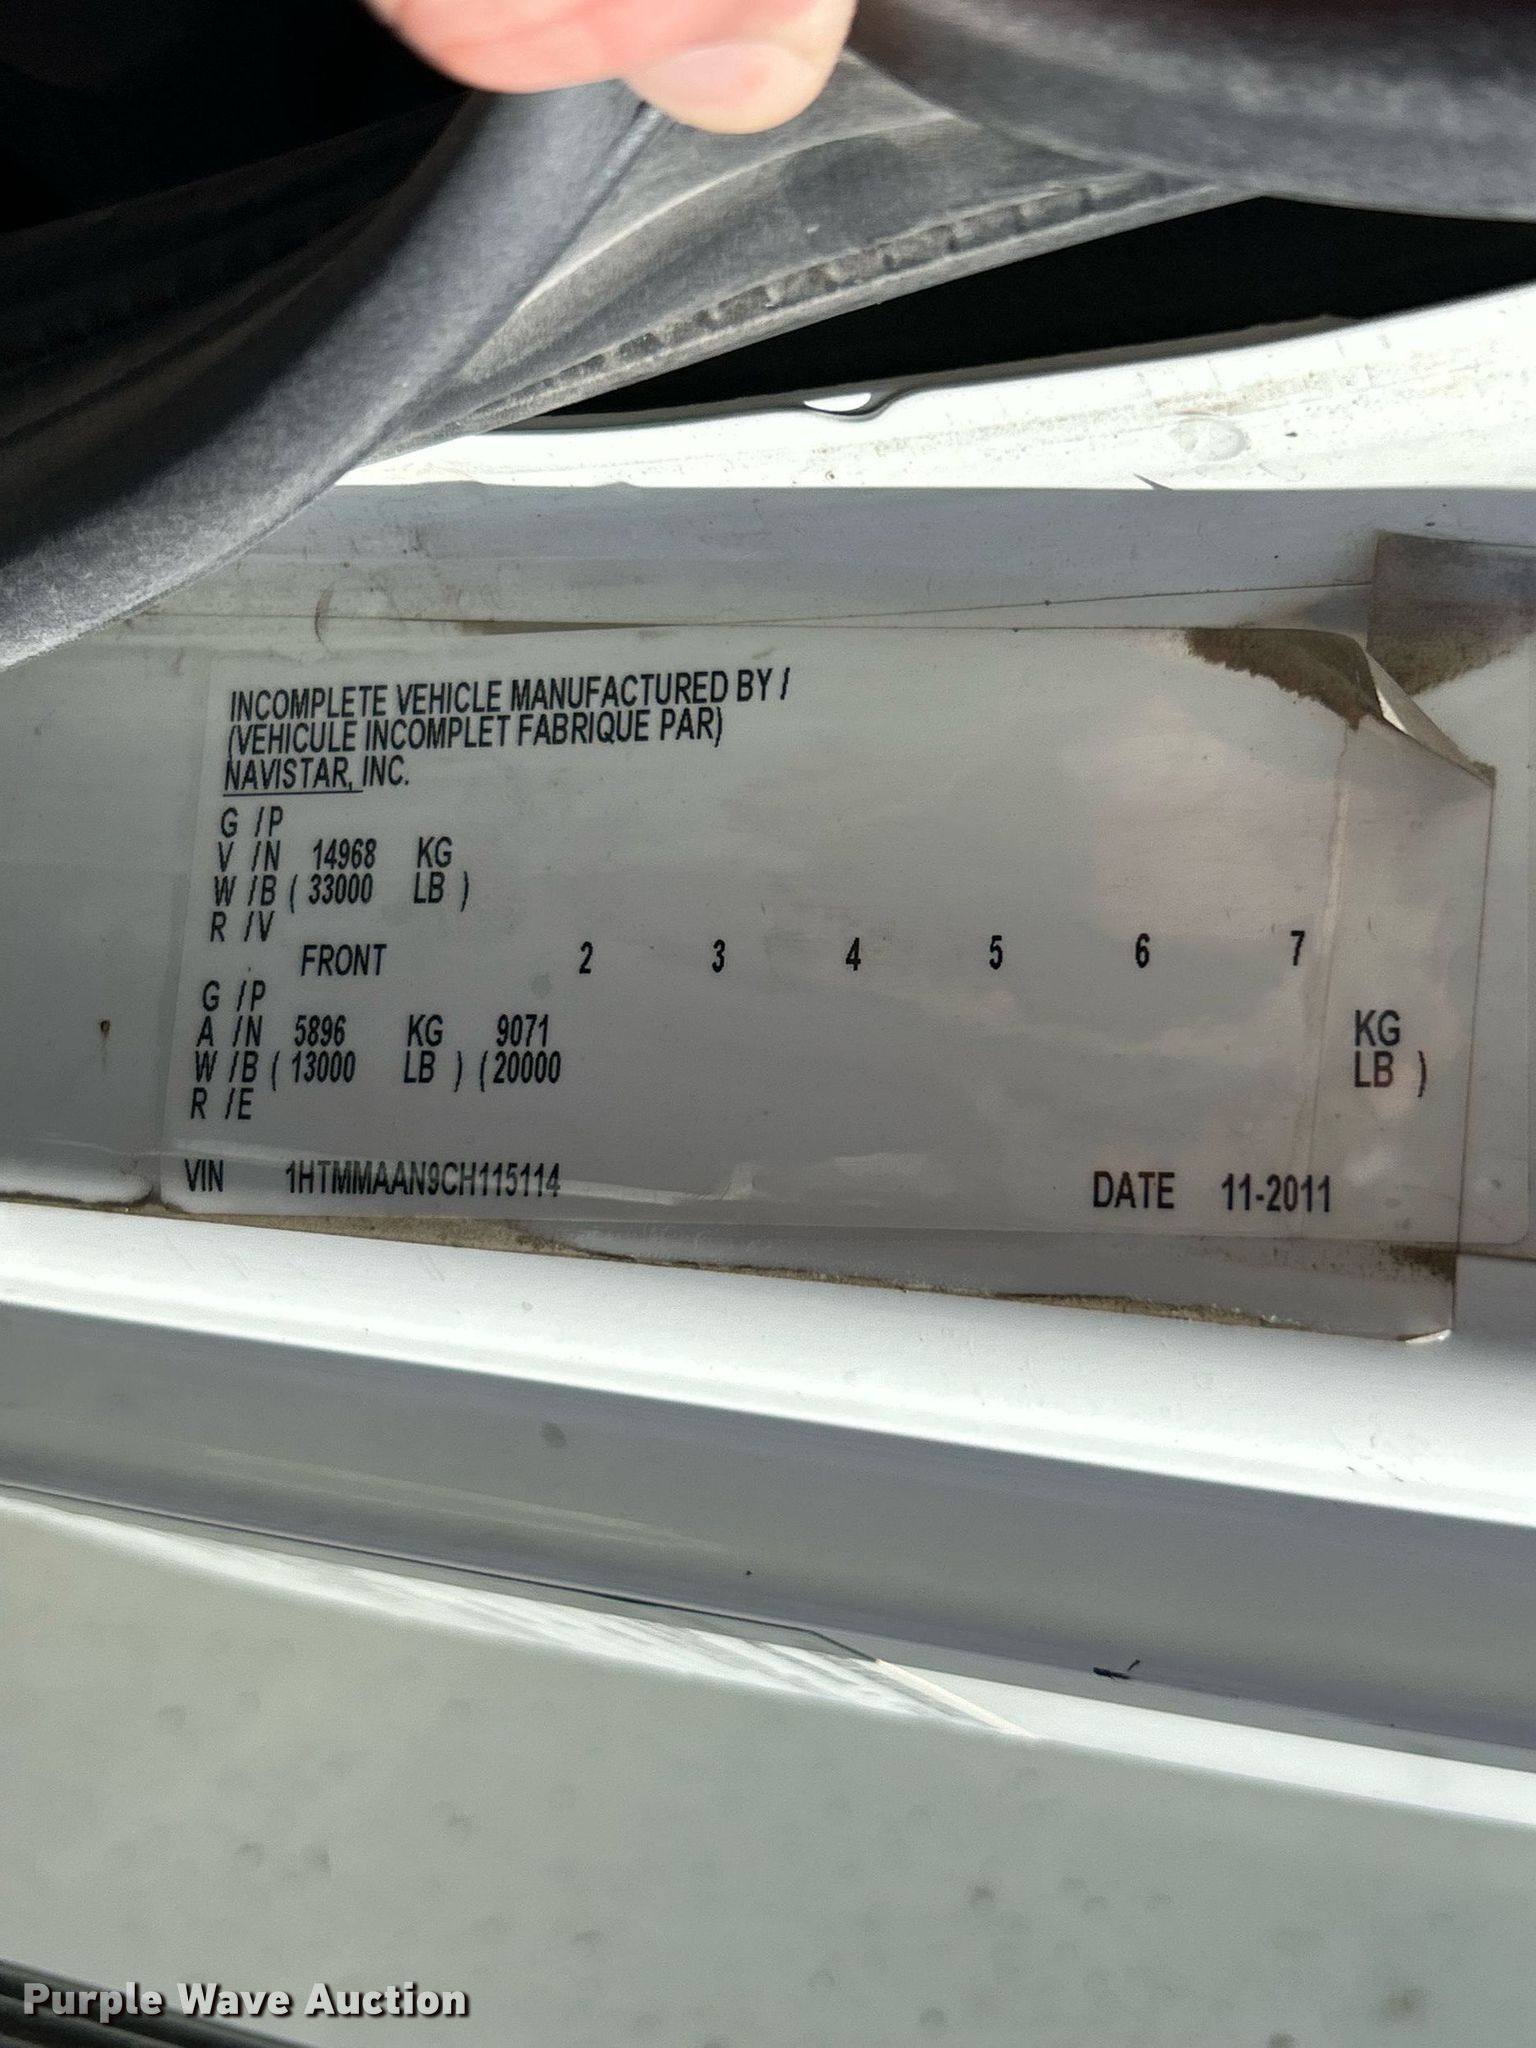 INCOMPLETE VEHICLE MANUFACTURED BY /
(VEHICULE INCOMPLET FABRIQUE PAR)
NAVISTAR, INC.
G /P
V /N 14968 KG
W /B ( 33000 LB )
R /V
FRONT 2 3 4 5 6 7
G /P
A /N 5896 KG 9071 KG
W /B ( 13000 LB ) ( 20000 LB )
R /E
VIN 1HTMMAAN9CH115114 DATE 11-2011
Purple Wave Auction